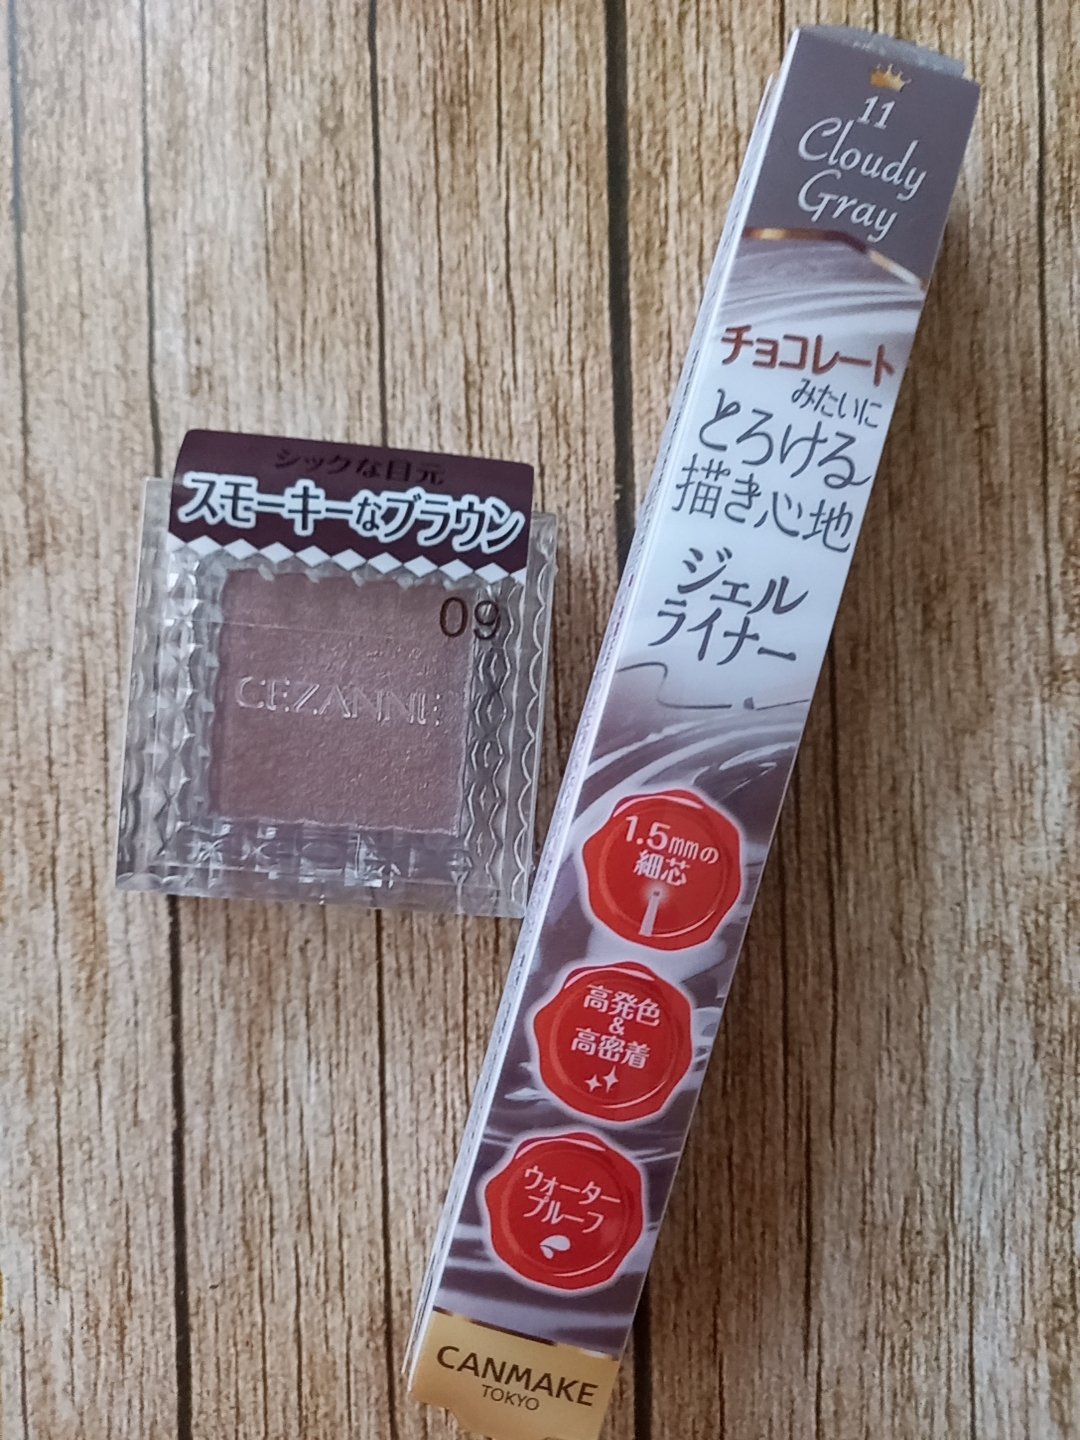 シックな目元
スモーキーなブラウン
09
CEZANNE
11
Cloudy
Gray
チョコレート
みたいに
とろける
描き心地
ジェル
ライナー
1.5mmの
細芯
高発色
&
高密着
ウォーター
プルーフ
CANMAKE
TOKYO